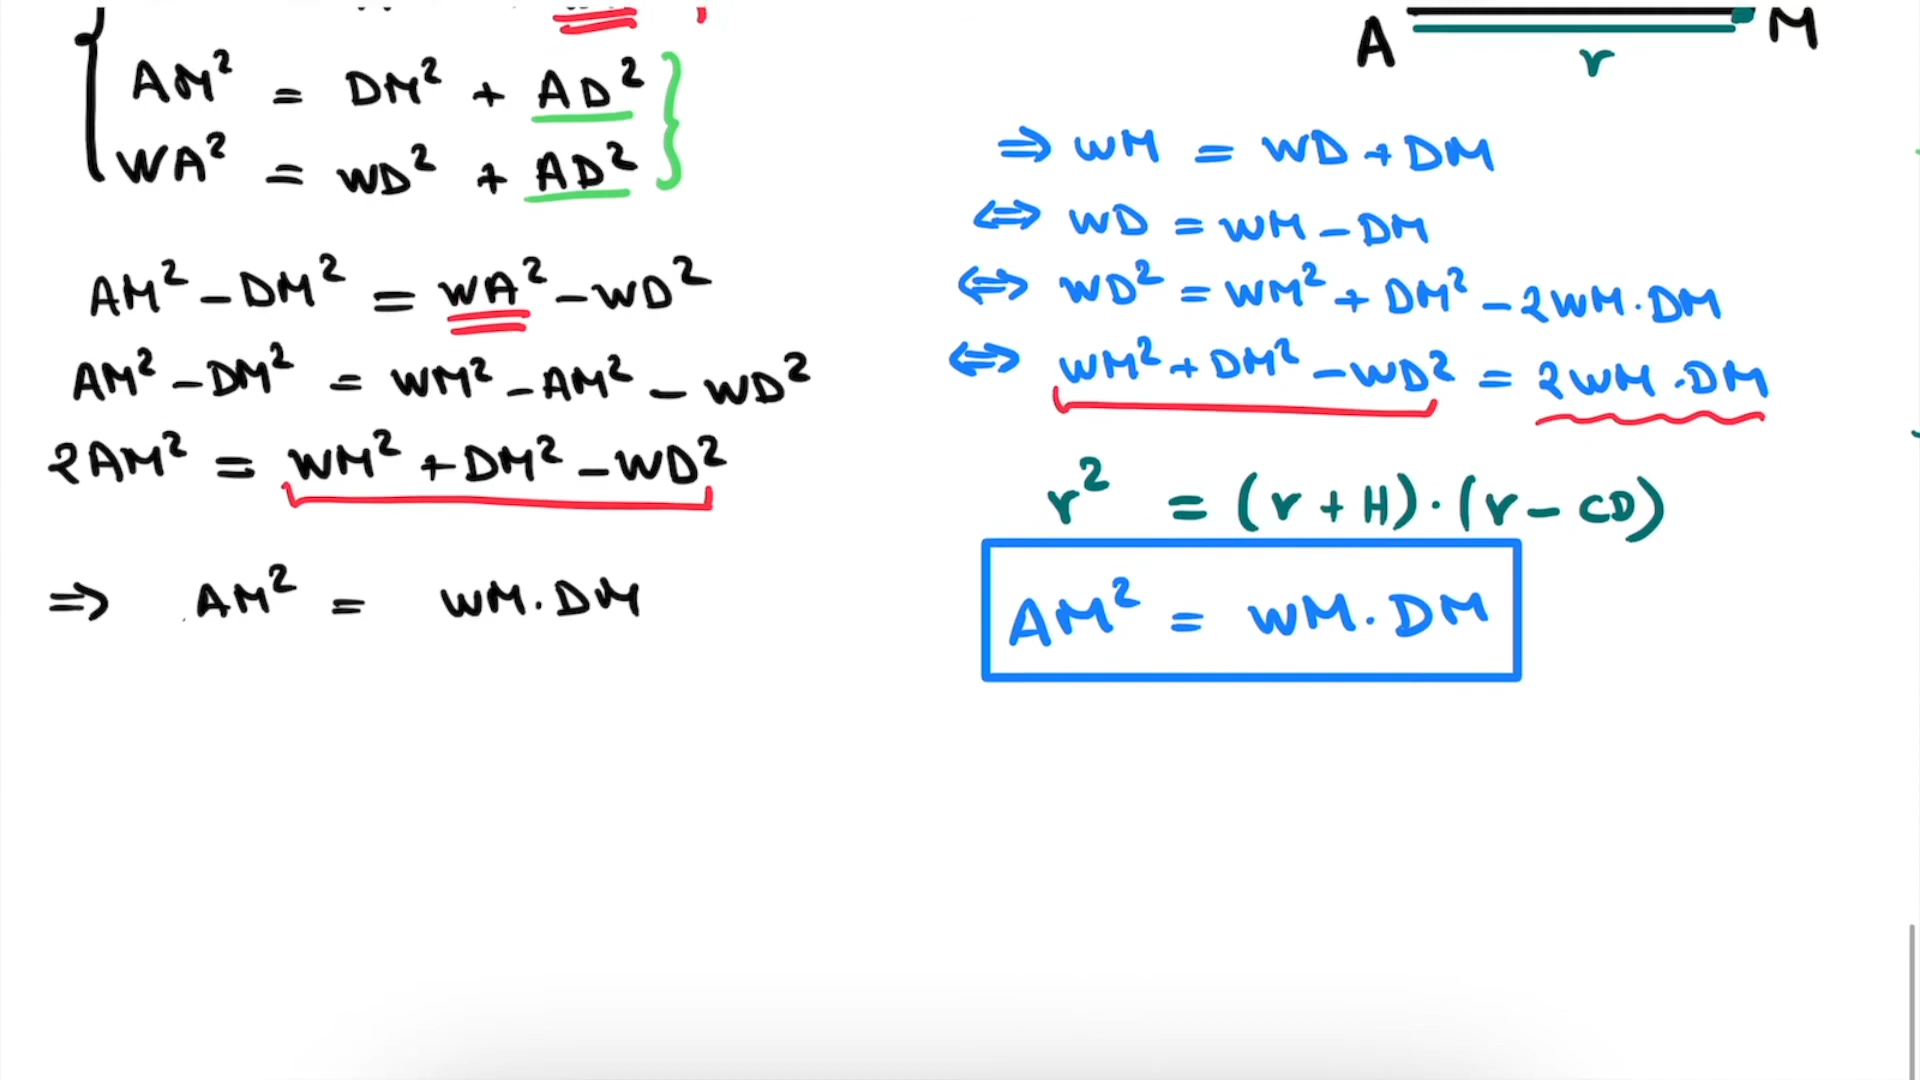 AM² = DM² + AD²
WA² = WD² + AD²
AM² - DM² = WA² - WD²
AM² - DM² = WM² - AM² - WD²
2AM² = WM² + DM² - WD²
⇒ AM² = WM . DM
A M
r
⇒ WM = WD + DM
⇔ WD = WM - DM
⇔ WD² = WM² + DM² - 2WM . DM
⇔ WM² + DM² - WD² = 2WM . DM
r² = (r + H) · (r - CD)
AM² = WM . DM